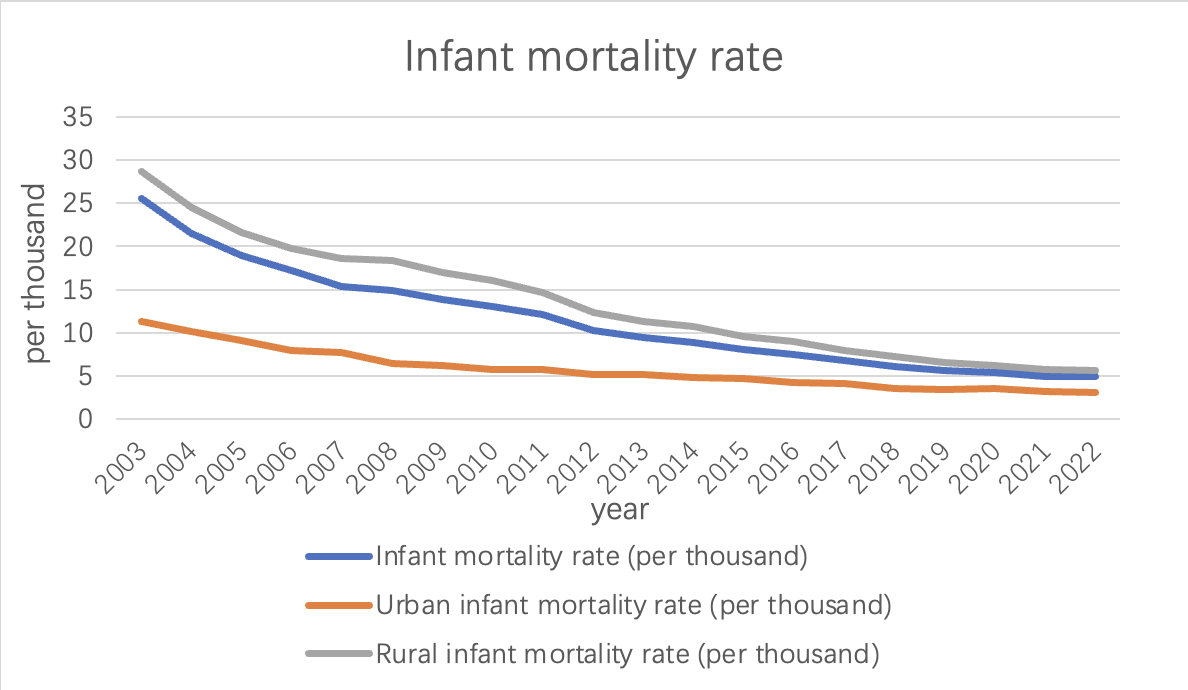 Infant mortality rate
35
30
25
20
15
10
5
0
per thousand
2003 2004 2005 2006 2007 2008 2009 2010 2011 2012 2013 2014 2015 2016 2017 2018 2019 2020 2021 2022
year
Infant mortality rate (per thousand)
Urban infant mortality rate (per thousand)
Rural infant mortality rate (per thousand)